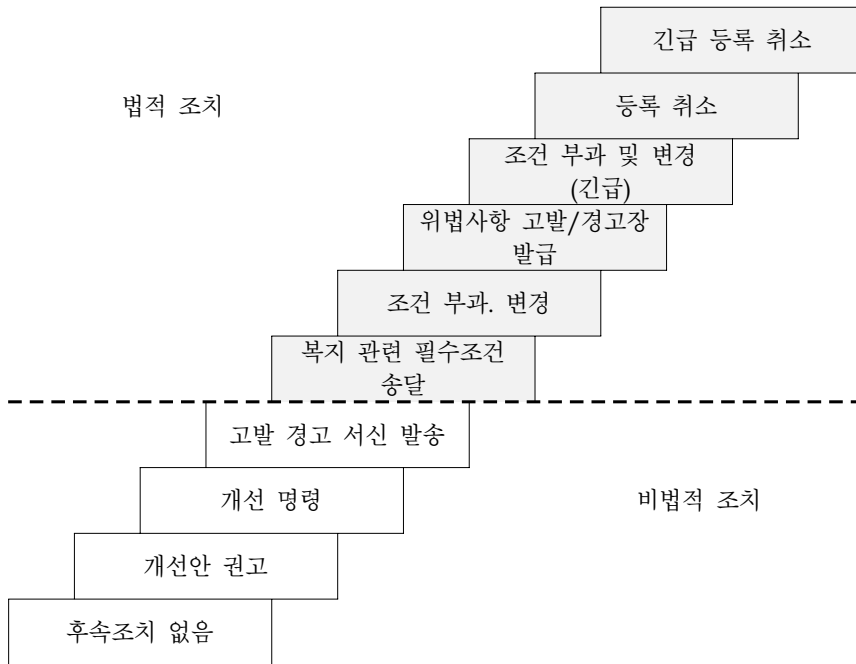 긴급 등록 취소
법적 조치
등록 취소
조건 부과 및 변경
(긴급)
위법사항 고발/경고장
발급
조건 부과. 변경
복지 관련 필수조건
송달
고발 경고 서신 발송
개선 명령
비법적 조치
개선안 권고
후속조치 없음